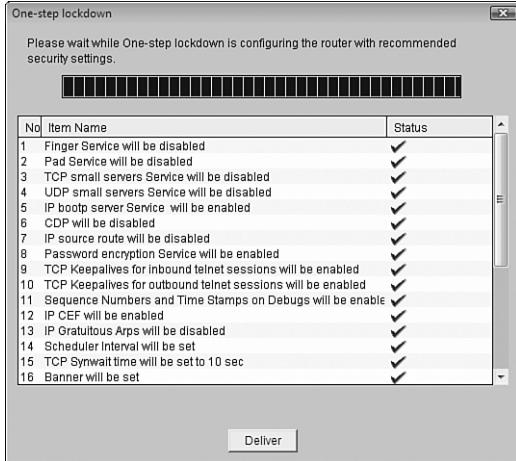 One-step lockdown
Please wait while One-step lockdown is configuring the router with recommended
security settings.
No Item Name Status
1 Finger Service will be disabled
2 Pad Service will be disabled
3 TCP small servers Service will be disabled
4 UDP small servers Service will be disabled
5 IP bootp server Service will be enabled
6 CDP will be disabled
7 IP source route will be disabled
8 Password encryption Service will be enabled
9 TCP Keepalives for inbound telnet sessions will be enabled
10 TCP Keepalives for outbound telnet sessions will be enabled
11 Sequence Numbers and Time Stamps on Debugs will be enable
12 IP CEF will be enabled
13 IP Gratuitous Arps will be disabled
14 Scheduler Interval will be set
15 TCP Synwait time will be set to 10 sec
16 Banner will be set
Deliver